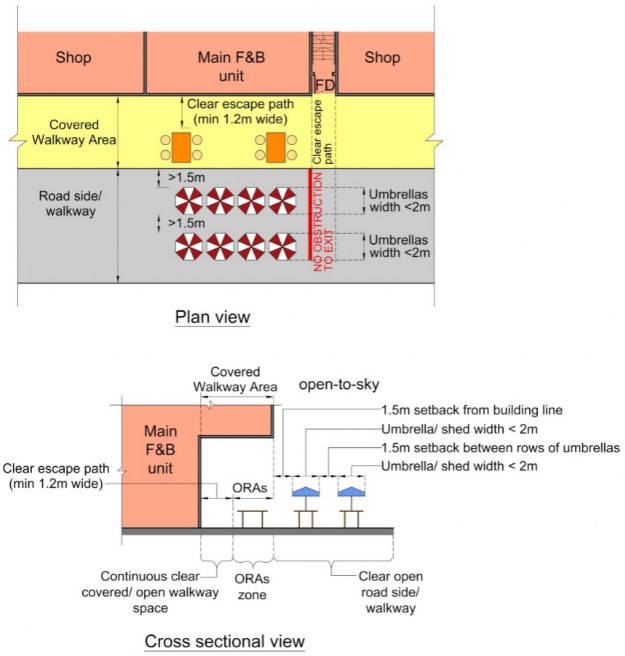 Shop
Main F&B
unit
Shop
FD
Clear escape path
(min 1.2m wide)
Clear escape
path
Covered
Walkway Area
>1.5m
Road side/
walkway
Umbrellas
width <2m
>1.5m
Umbrellas
width <2m
NO OBSTRUCTION
TO EXIT
Plan view
Covered
Walkway Area
open-to-sky
1.5m setback from building line
Umbrella/ shed width < 2m
1.5m setback between rows of umbrellas
Umbrella/ shed width < 2m
Main
F&B
unit
Clear escape path
(min 1.2m wide)
ORAs
Continuous clear
covered/ open walkway
space
ORAs
zone
Clear open
road side/
walkway
Cross sectional view